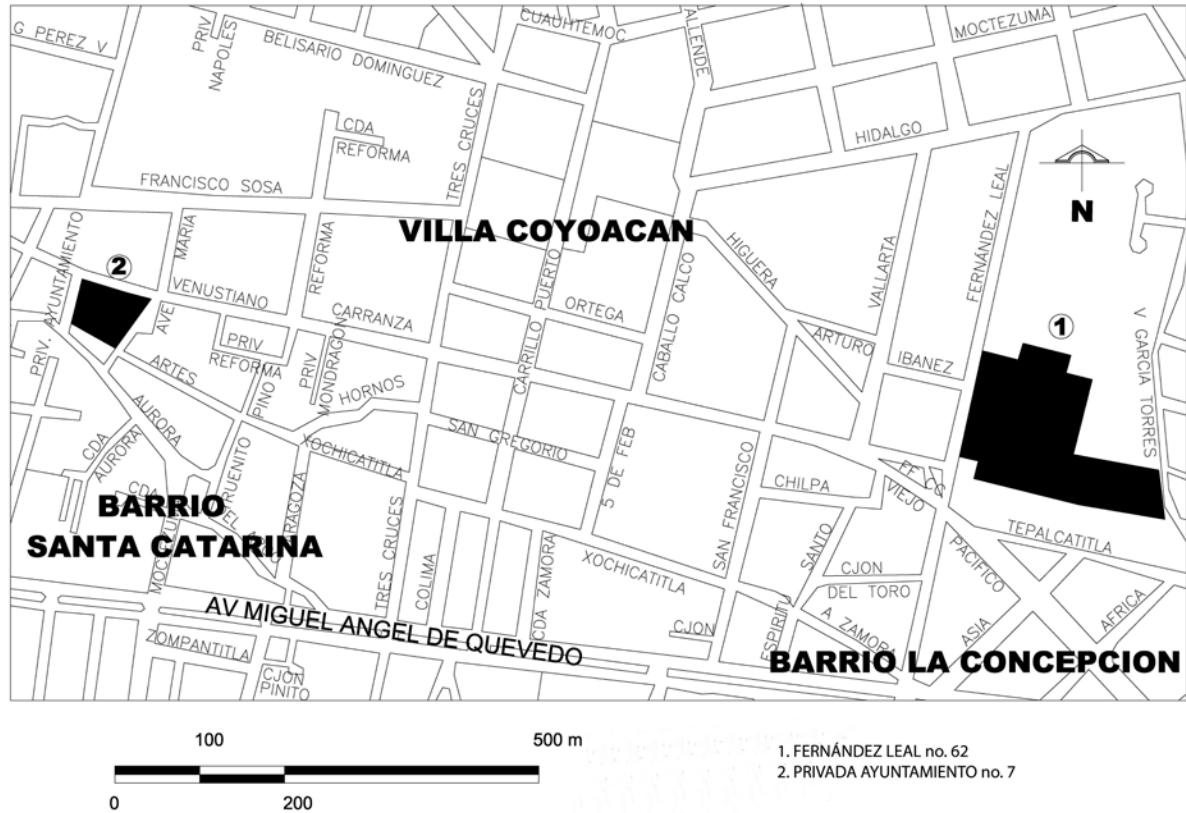 G PEREZ V
PRIV
NAPOLES
BELISARIO DOMINGUEZ
CUAUHTEMOC
ALLENDE
MOCTEZUMA
TRES CRUCES
CDA
REFORMA
HIDALGO
FRANCISCO SOSA
FERNÁNDEZ LEAL
N
VILLA COYOACAN
AYUNTAMIENTO
MARIA
REFORMA
HIGUERA
VALLARTA
2
VENUSTIANO
CARRANZA
PUERTO
CARRILLO
ORTEGA
CABALLO CALCO
ARTURO
IBANEZ
1
V GARCIA TORRES
PRIV.
AVE
ARTES
PRIV
REFORMA
PINO
PRIV
MONDRAGON
HORNOS
AURORA
CDA
AURORA
XOCHICATITLA
SAN GREGORIO
5 DE FEB
SAN FRANCISCO
CHILPA
FF CC
VIEJO
CDA
BARRIO
SANTA CATARINA
TRES CRUCES
COLIMA
CDA ZAMORA
XOCHICATITLA
SANTO
ESPIRITU
CJON
DEL TORO
PACIFICO
TEPALCATITLA
ASIA
AFRICA
A ZAMORA
CJON
AV MIGUEL ANGEL DE QUEVEDO
ZOMPANTITLA
CJON
PINITO
BARRIO LA CONCEPCION
100
500 m
0
200
1. FERNÁNDEZ LEAL no. 62
2. PRIVADA AYUNTAMIENTO no. 7